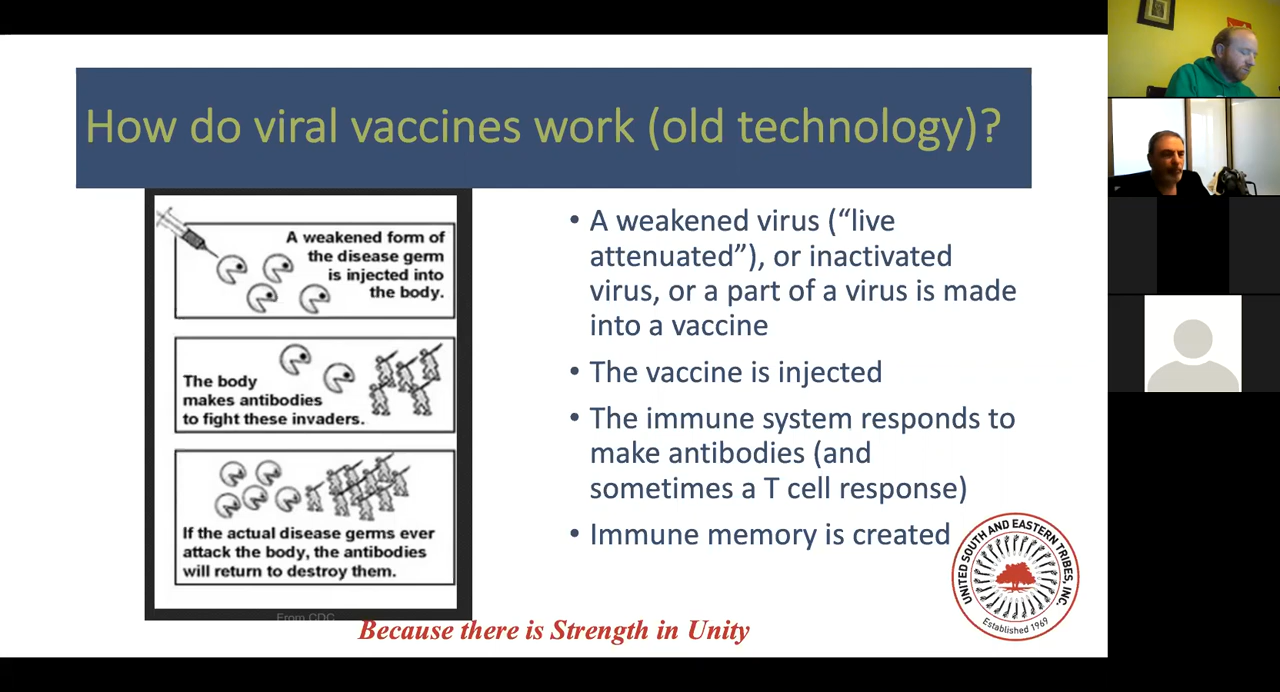 How do viral vaccines work (old technology)?
A weakened form of
the disease germ
is injected into
the body.
The body
makes antibodies
to fight these invaders.
If the actual disease germs ever
attack the body, the antibodies
will return to destroy them.
From CDC
• A weakened virus (“live
attenuated”), or inactivated
virus, or a part of a virus is made
into a vaccine
• The vaccine is injected
• The immune system responds to
make antibodies (and
sometimes a T cell response)
• Immune memory is created
UNITED SOUTH AND EASTERN TRIBES, INC.
Established 1969
Because there is Strength in Unity